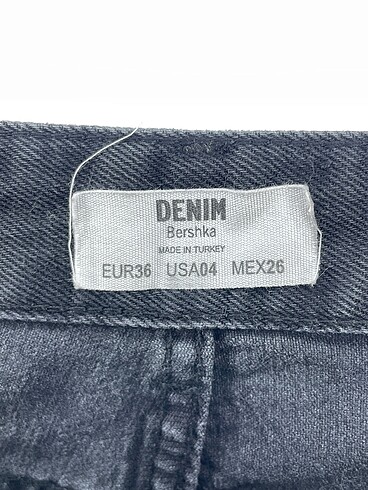 DENIM
Bershka
MADE IN TURKEY
EUR36 USA04 MEX26